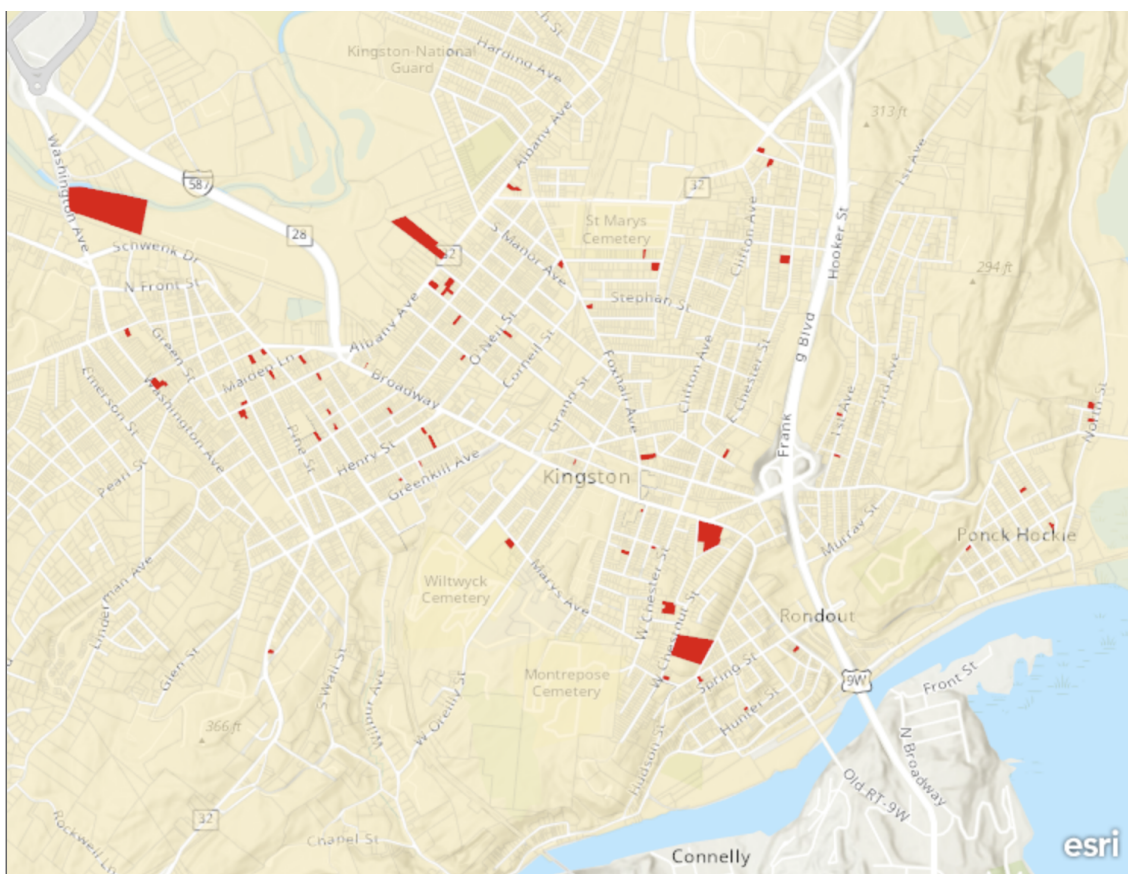 Kingston-National
Guard
Harding Ave
Albany Ave
Washington Ave
587
28
32
32
313 ft
1st Ave
S Manor Ave
St Marys
Cemetery
Clifton Ave
Hooker St
Schwenk Dr
N Front St
294 ft
Stephan St
Albany Ave
O Neil St
Cornell St
g Blvd
Green St
Maiden Ln
Broadway
Foxhall Ave
Clifton Ave
E Chester St
3rd Ave
1st Ave
Emerson St
Washington Ave
Grand St
North St
Frank
Pine St
Henry St
Greenkill Ave
Pearl St
Kingston
Murray St
Ponck Hockie
Linderman Ave
Wiltwyck
Cemetery
Marys Ave
W Chester St
W Chestnut St
Rondout
Glen St
S Wall St
Wilbur Ave
W Oreilly St
Montrepose
Cemetery
Spring St
9W
Front St
366 ft
Hunter St
Hudson St
N Broadway
Old RT-9W
32
Rockwell Ln
Chapel St
Connelly
esri